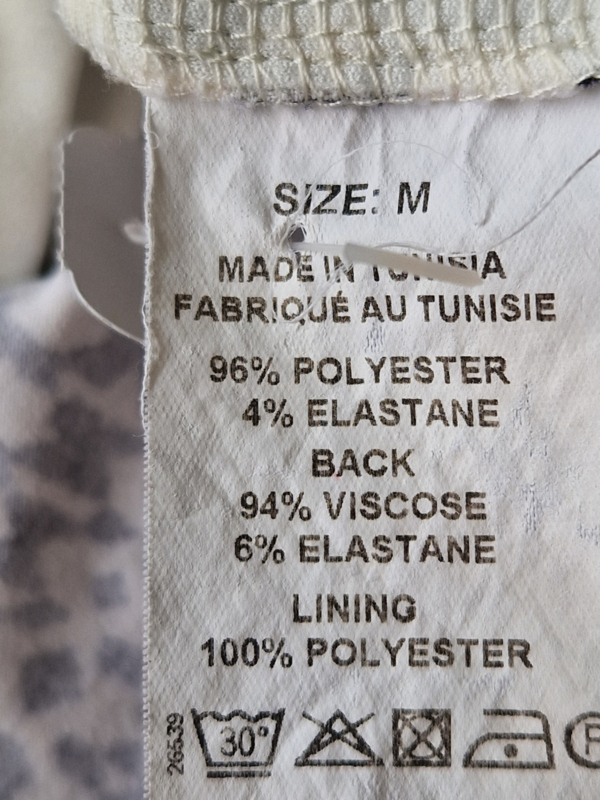 SIZE: M
MADE IN TUNISIA
FABRIQUÉ AU TUNISIE
96% POLYESTER
4% ELASTANE
BACK
94% VISCOSE
6% ELASTANE
LINING
100% POLYESTER
26539
30°
P